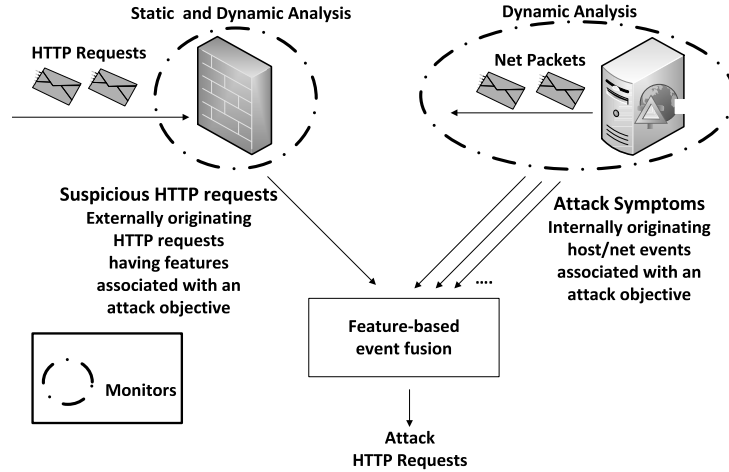 Static and Dynamic Analysis
Dynamic Analysis
HTTP Requests
Net Packets
Suspicious HTTP requests
Externally originating
HTTP requests
having features
associated with an
attack objective
Attack Symptoms
Internally originating
host/net events
associated with an
attack objective
....
Feature-based
event fusion
Monitors
Attack
HTTP Requests